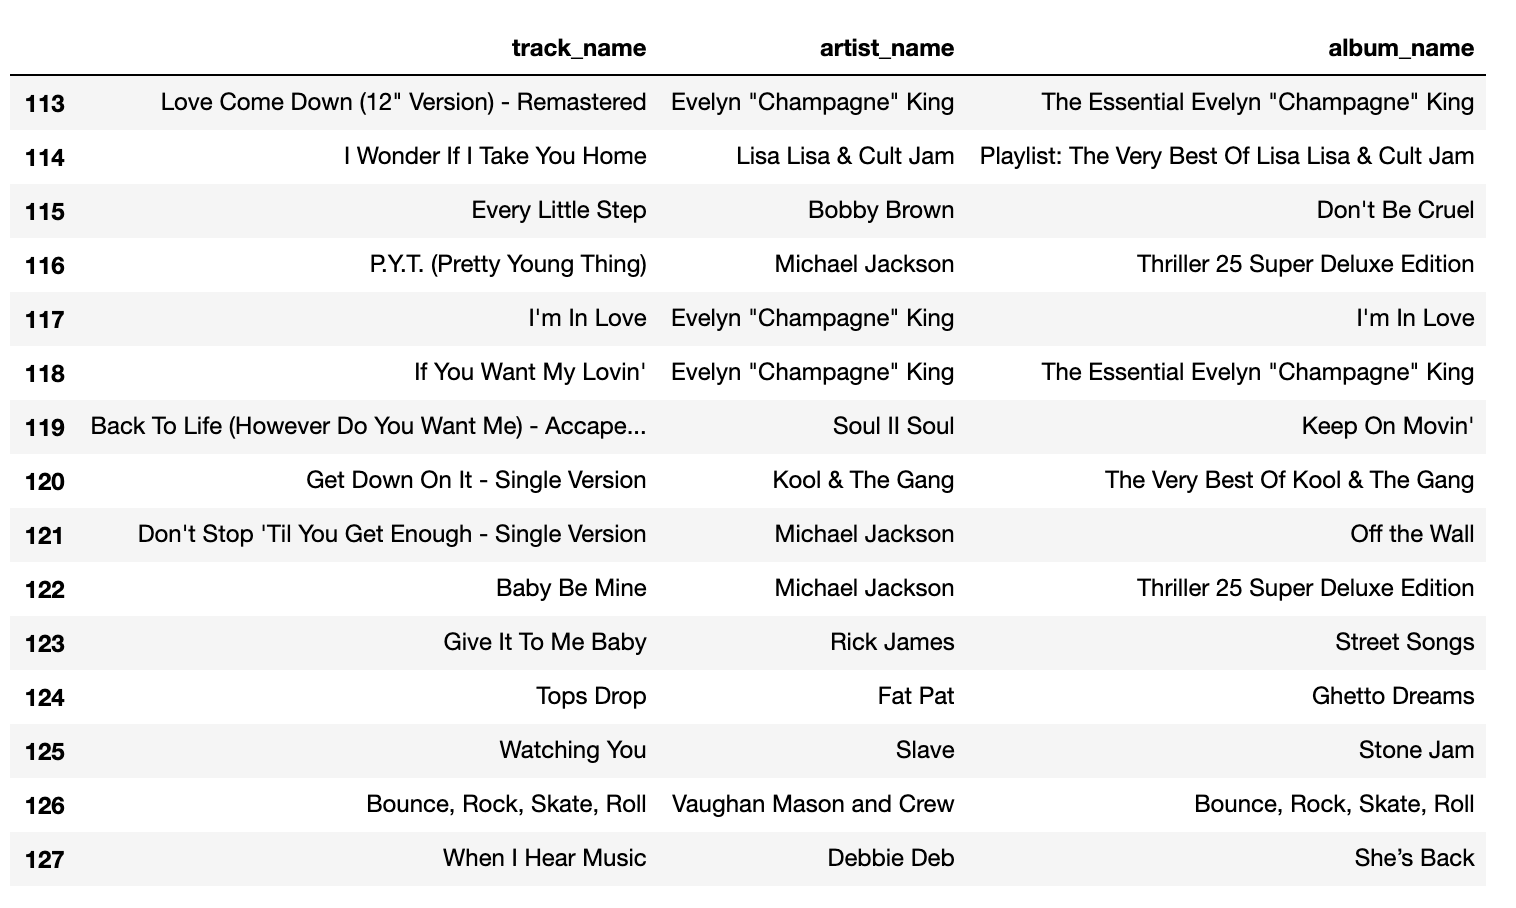 track_name artist_name album_name
113 Love Come Down (12" Version) - Remastered Evelyn "Champagne" King The Essential Evelyn "Champagne" King
114 I Wonder If I Take You Home Lisa Lisa & Cult Jam Playlist: The Very Best Of Lisa Lisa & Cult Jam
115 Every Little Step Bobby Brown Don't Be Cruel
116 P.Y.T. (Pretty Young Thing) Michael Jackson Thriller 25 Super Deluxe Edition
117 I'm In Love Evelyn "Champagne" King I'm In Love
118 If You Want My Lovin' Evelyn "Champagne" King The Essential Evelyn "Champagne" King
119 Back To Life (However Do You Want Me) - Accape... Soul II Soul Keep On Movin'
120 Get Down On It - Single Version Kool & The Gang The Very Best Of Kool & The Gang
121 Don't Stop 'Til You Get Enough - Single Version Michael Jackson Off the Wall
122 Baby Be Mine Michael Jackson Thriller 25 Super Deluxe Edition
123 Give It To Me Baby Rick James Street Songs
124 Tops Drop Fat Pat Ghetto Dreams
125 Watching You Slave Stone Jam
126 Bounce, Rock, Skate, Roll Vaughan Mason and Crew Bounce, Rock, Skate, Roll
127 When I Hear Music Debbie Deb She’s Back